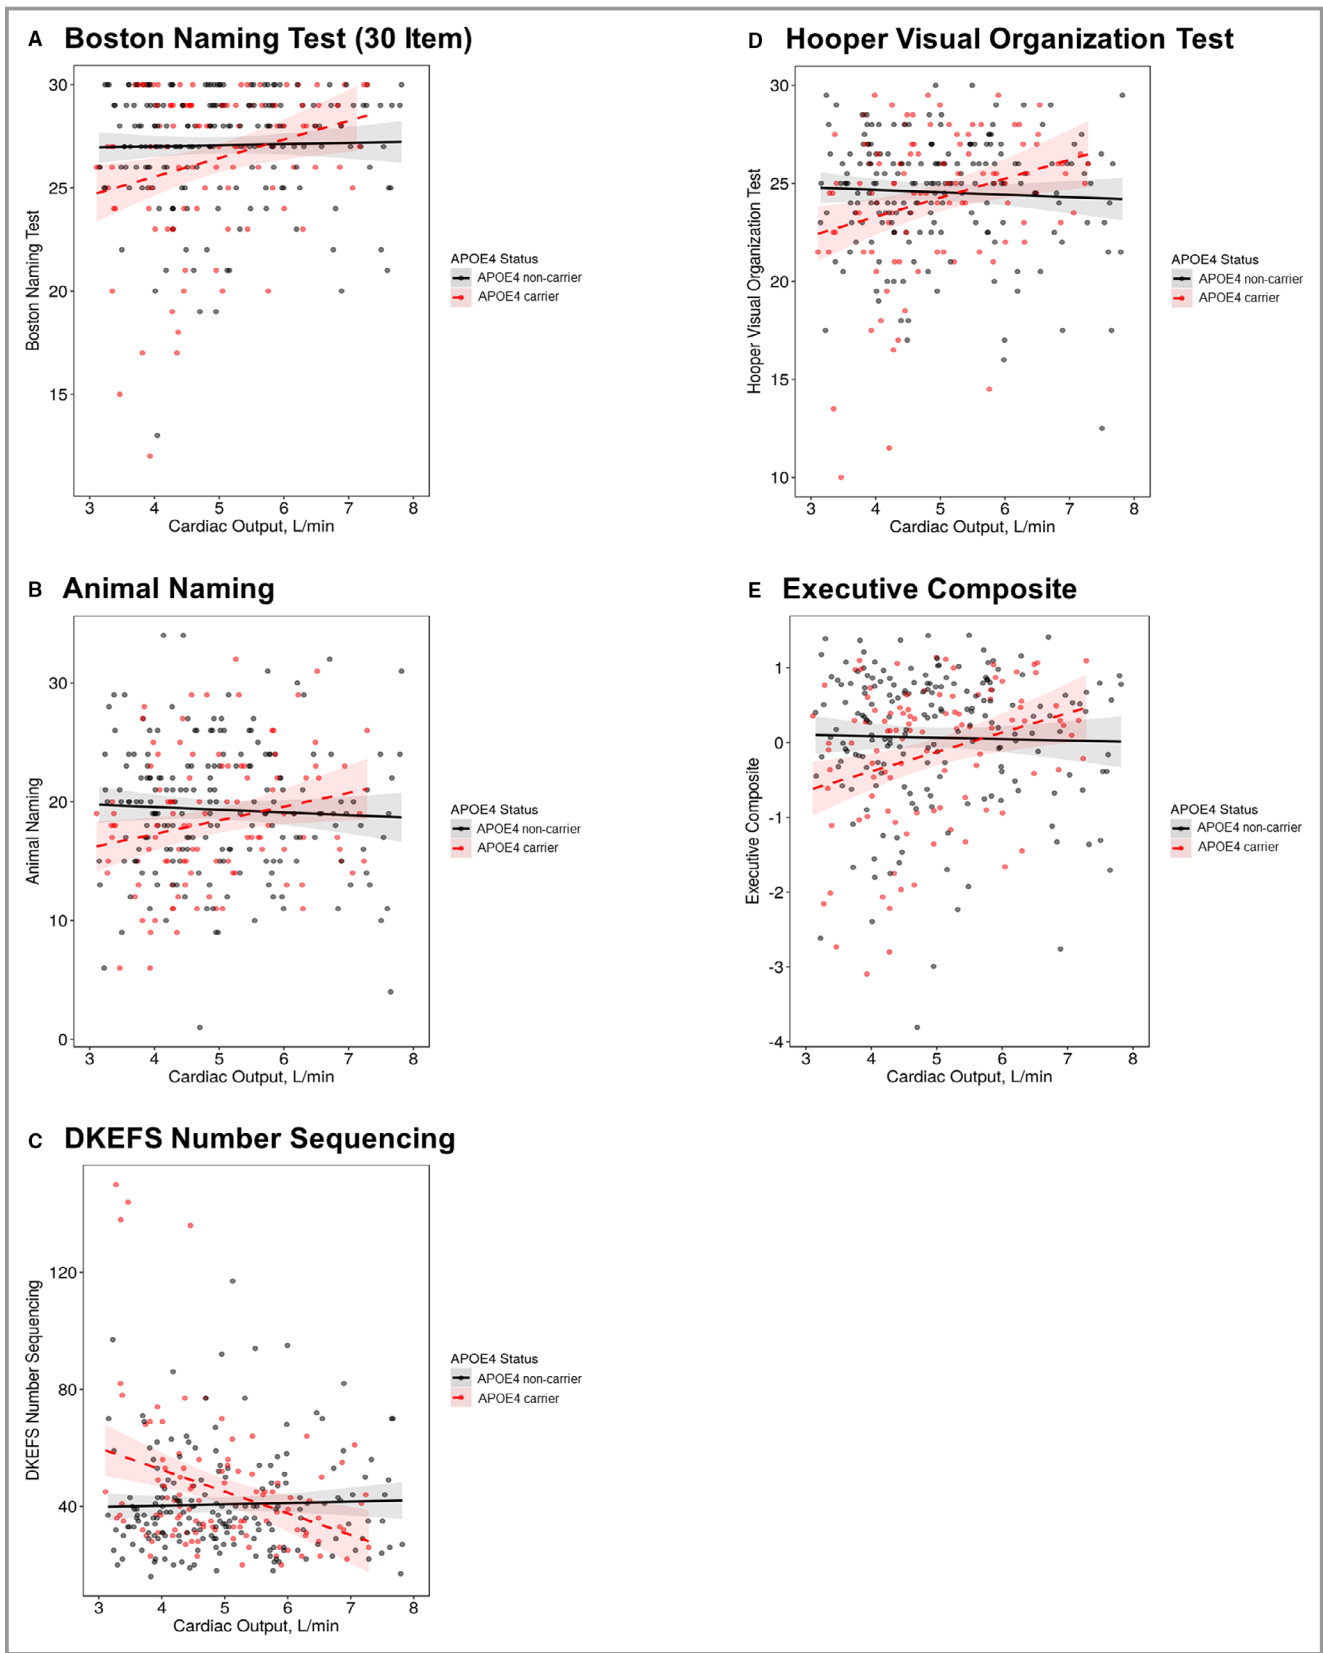 A Boston Naming Test (30 Item)
30
25
20
15
Boston Naming Test
3 4 5 6 7 8
Cardiac Output, L/min
APOE4 Status
APOE4 non-carrier
APOE4 carrier
D Hooper Visual Organization Test
30
25
20
15
10
Hooper Visual Organization Test
3 4 5 6 7 8
Cardiac Output, L/min
APOE4 Status
APOE4 non-carrier
APOE4 carrier
B Animal Naming
30
20
10
0
Animal Naming
3 4 5 6 7 8
Cardiac Output, L/min
APOE4 Status
APOE4 non-carrier
APOE4 carrier
E Executive Composite
1
0
-1
-2
-3
-4
Executive Composite
3 4 5 6 7 8
Cardiac Output, L/min
APOE4 Status
APOE4 non-carrier
APOE4 carrier
C DKEFS Number Sequencing
120
80
40
DKEFS Number Sequencing
3 4 5 6 7 8
Cardiac Output, L/min
APOE4 Status
APOE4 non-carrier
APOE4 carrier